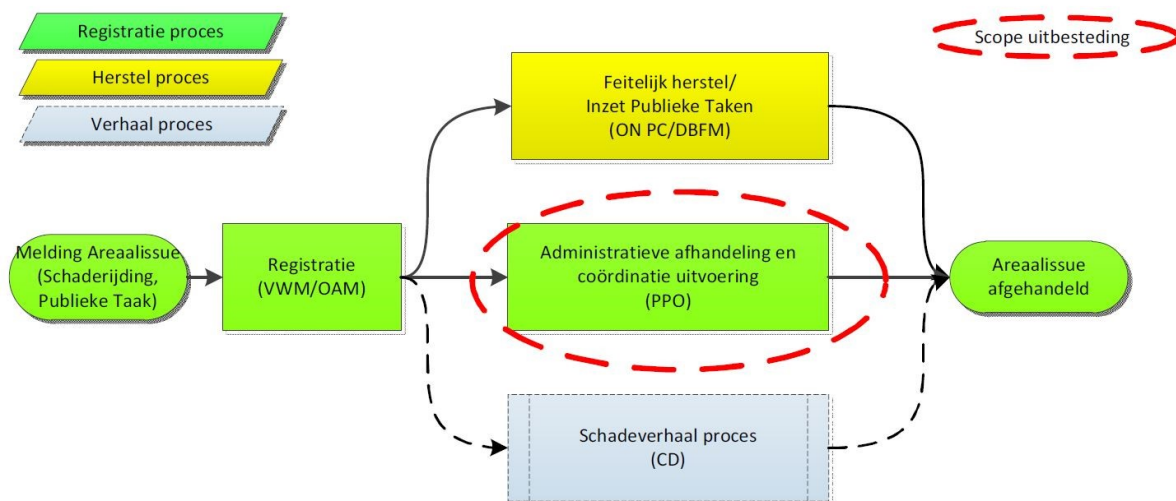 Registratie proces
Herstel proces
Verhaal proces
Scope uitbesteding
Feitelijk herstel/
Inzet Publieke Taken
(ON PC/DBFM)
Melding Areaalissue
(Schaderijding,
Publieke Taak)
Registratie
(VWM/OAM)
Administratieve afhandeling en
coördinatie uitvoering
(PPO)
Areaalissue
afgehandeld
Schadeverhaal proces
(CD)